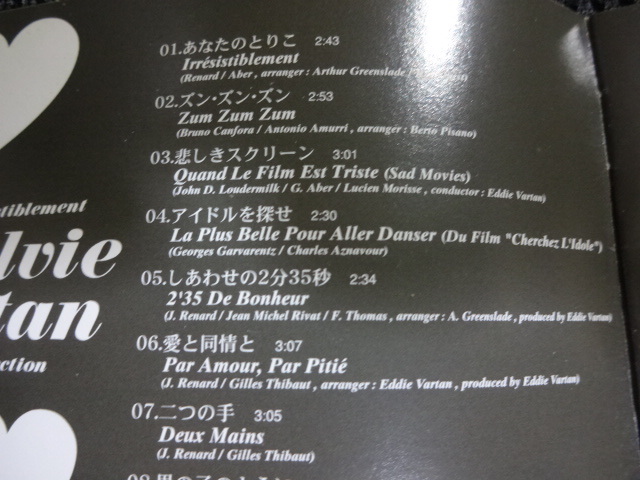 01.あなたのとりこ 2:43
Irrésistiblement
(Renard / Aber , arranger : Arthur Greenslade /
02.ズン・ズン・ズン 2:53
Zum Zum Zum
(Bruno Canfora / Antonio Amurri , arranger : Berto Pisano)
03.悲しきスクリーン 3:01
Quand Le Film Est Triste (Sad Movies)
(John D. Loudermilk / G. Aber / Lucien Morisse , conductor : Eddie Vartan)
04.アイドルを探せ 2:30
La Plus Belle Pour Aller Danser (Du Film "Cherchez L'Idole")
(Georges Garvarentz / Charles Aznavour)
05.しあわせの2分35秒 2:34
2'35 De Bonheur
(J. Renard / Jean Michel Rivat / F. Thomas , arranger : A. Greenslade , produced by Eddie Vartan)
06.愛と同情と 3:07
Par Amour, Par Pitié
(J. Renard / Gilles Thibaut , arranger : Eddie Vartan , produced by Eddie Vartan)
07.二つの手 3:05
Deux Mains
(J. Renard / Gilles Thibaut)
stiblement
lvie
tan
ction